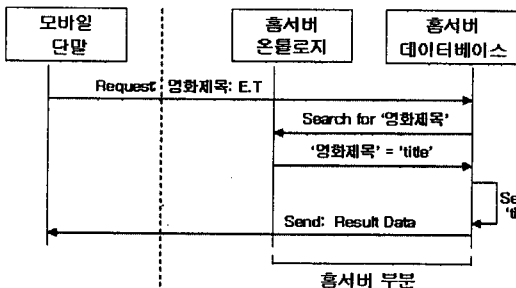 모바일
단말
홈서버
온톨로지
홈서버
데이터베이스
Request: 영화제목: E.T
Search for '영화제목'
'영화제목' = 'title'
Se
'ti
Send: Result Data
홈서버 부분